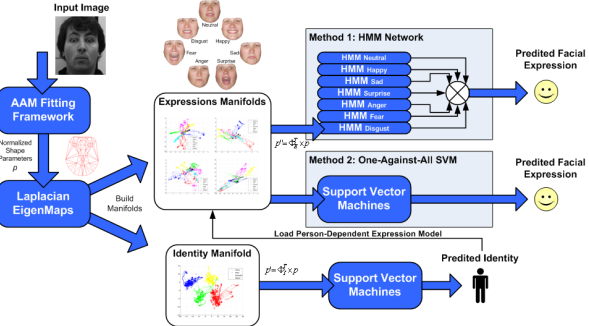 Input Image
Neutral
Disgust Happy
Fear Sad
Anger Surprise
AAM Fitting
Framework
Normalized
Shape
Parameters
p
Laplacian
EigenMaps
Build
Manifolds
Expressions Manifolds
Method 1: HMM Network
HMM Neutral
HMM Happy
HMM Sad
HMM Surprise
HMM Anger
HMM Fear
HMM Disgust
Predited Facial
Expression
Method 2: One-Against-All SVM
Support Vector
Machines
Predited Facial
Expression
Load Person-Dependent Expression Model
Identity Manifold
Support Vector
Machines
Predited Identity